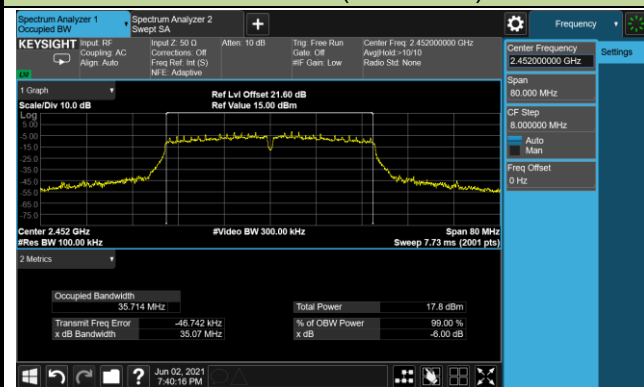 Spectrum Analyzer 1
Occupied BW
Spectrum Analyzer 2
Swept SA
+
Frequency
KEYSIGHT
Input: RF
Coupling: AC
Align: Auto
Input Z: 50 Ω
Corrections: Off
Freq Ref: Int (S)
NFE: Adaptive
Atten: 10 dB
Trig: Free Run
Gate: Off
#IF Gain: Low
Center Freq: 2.452000000 GHz
Avg|Hold:>10/10
Radio Std: None
LM
Center Frequency
2.452000000 GHz
Settings
Span
80.000 MHz
CF Step
8.000000 MHz
Auto
Man
Freq Offset
0 Hz
1 Graph
Scale/Div 10.0 dB
Ref Lvl Offset 21.60 dB
Ref Value 15.00 dBm
Log
5.00
-5.00
-15.0
-25.0
-35.0
-45.0
-55.0
-65.0
-75.0
Center 2.452 GHz
#Res BW 100.00 kHz
#Video BW 300.00 kHz
Span 80 MHz
Sweep 7.73 ms (2001 pts)
2 Metrics
Occupied Bandwidth
35.714 MHz
Total Power 17.8 dBm
Transmit Freq Error -46.742 kHz
% of OBW Power 99.00 %
x dB Bandwidth 35.07 MHz
x dB -6.00 dB
?
Jun 02, 2021
7:40:16 PM